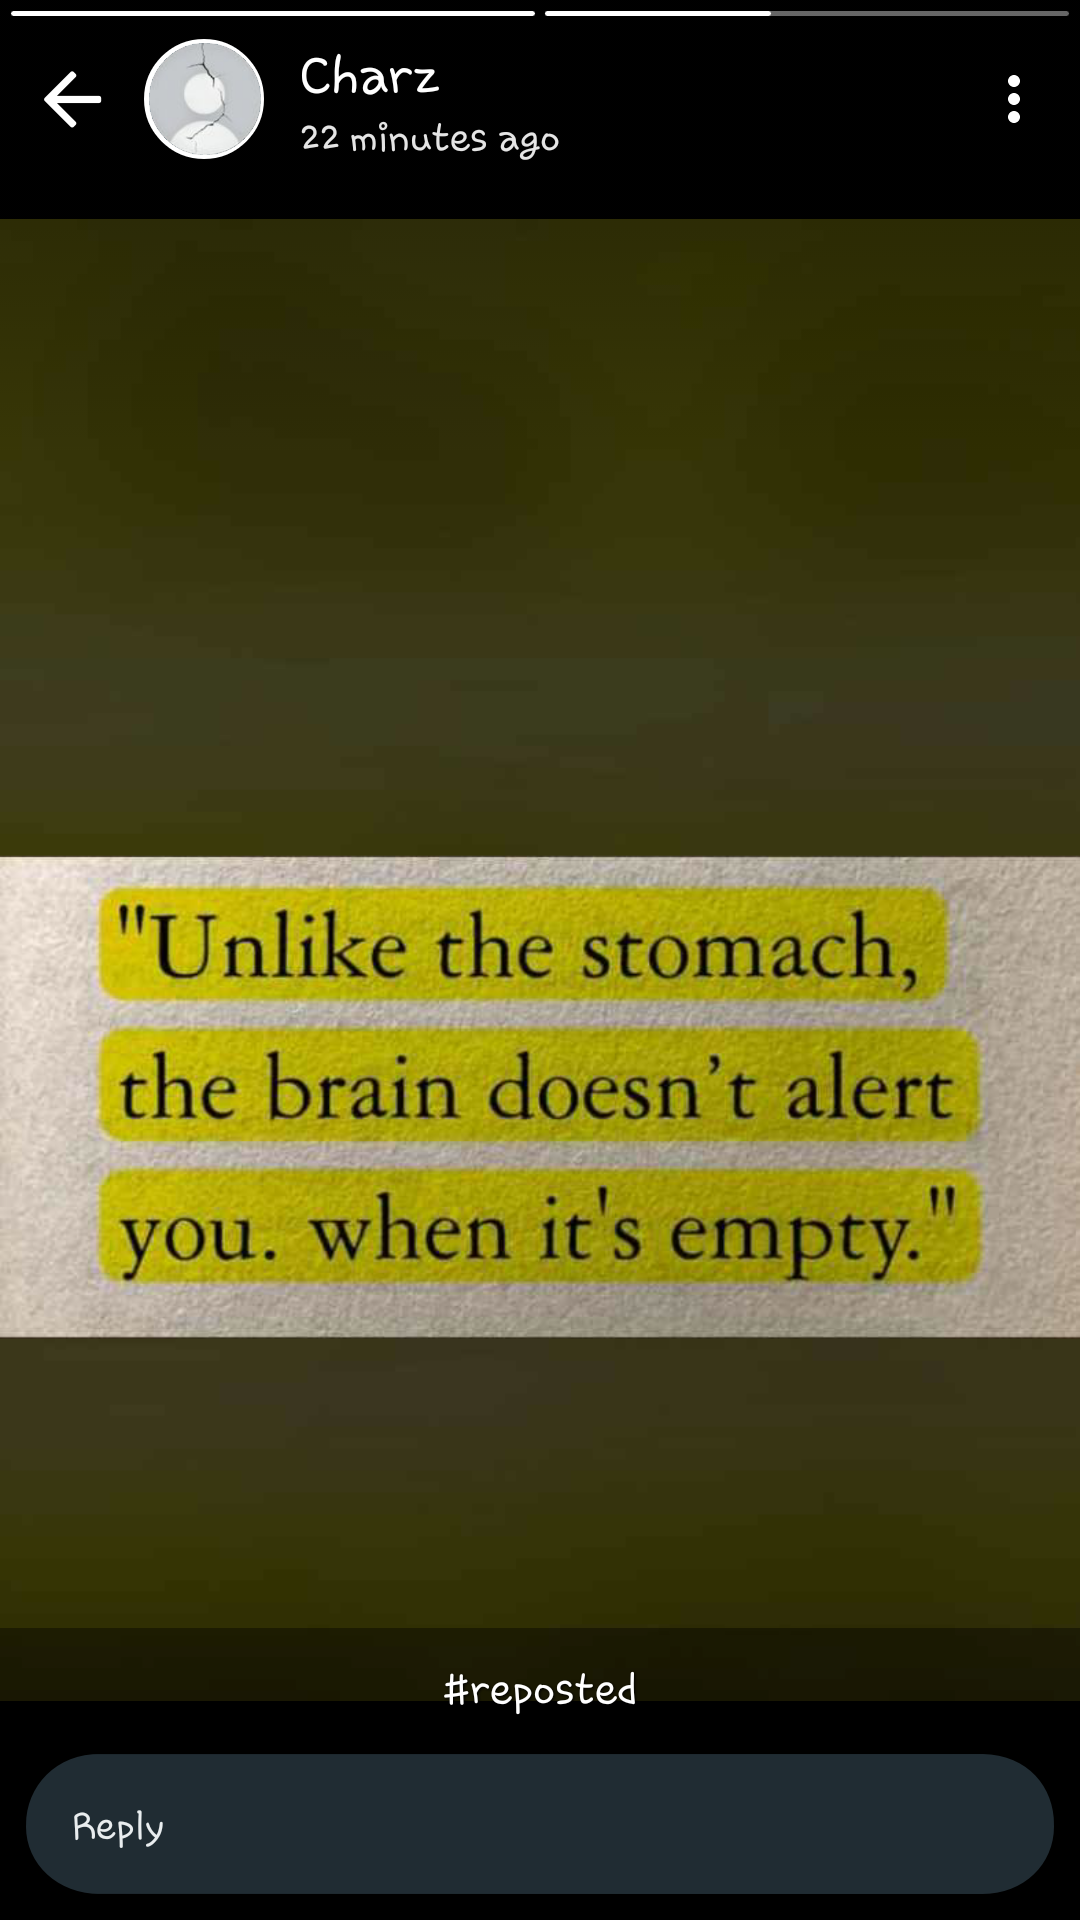 Charz
22 minutes ago
"Unlike the stomach,
the brain doesn’t alert
you. when it's empty."
#reposted
Reply